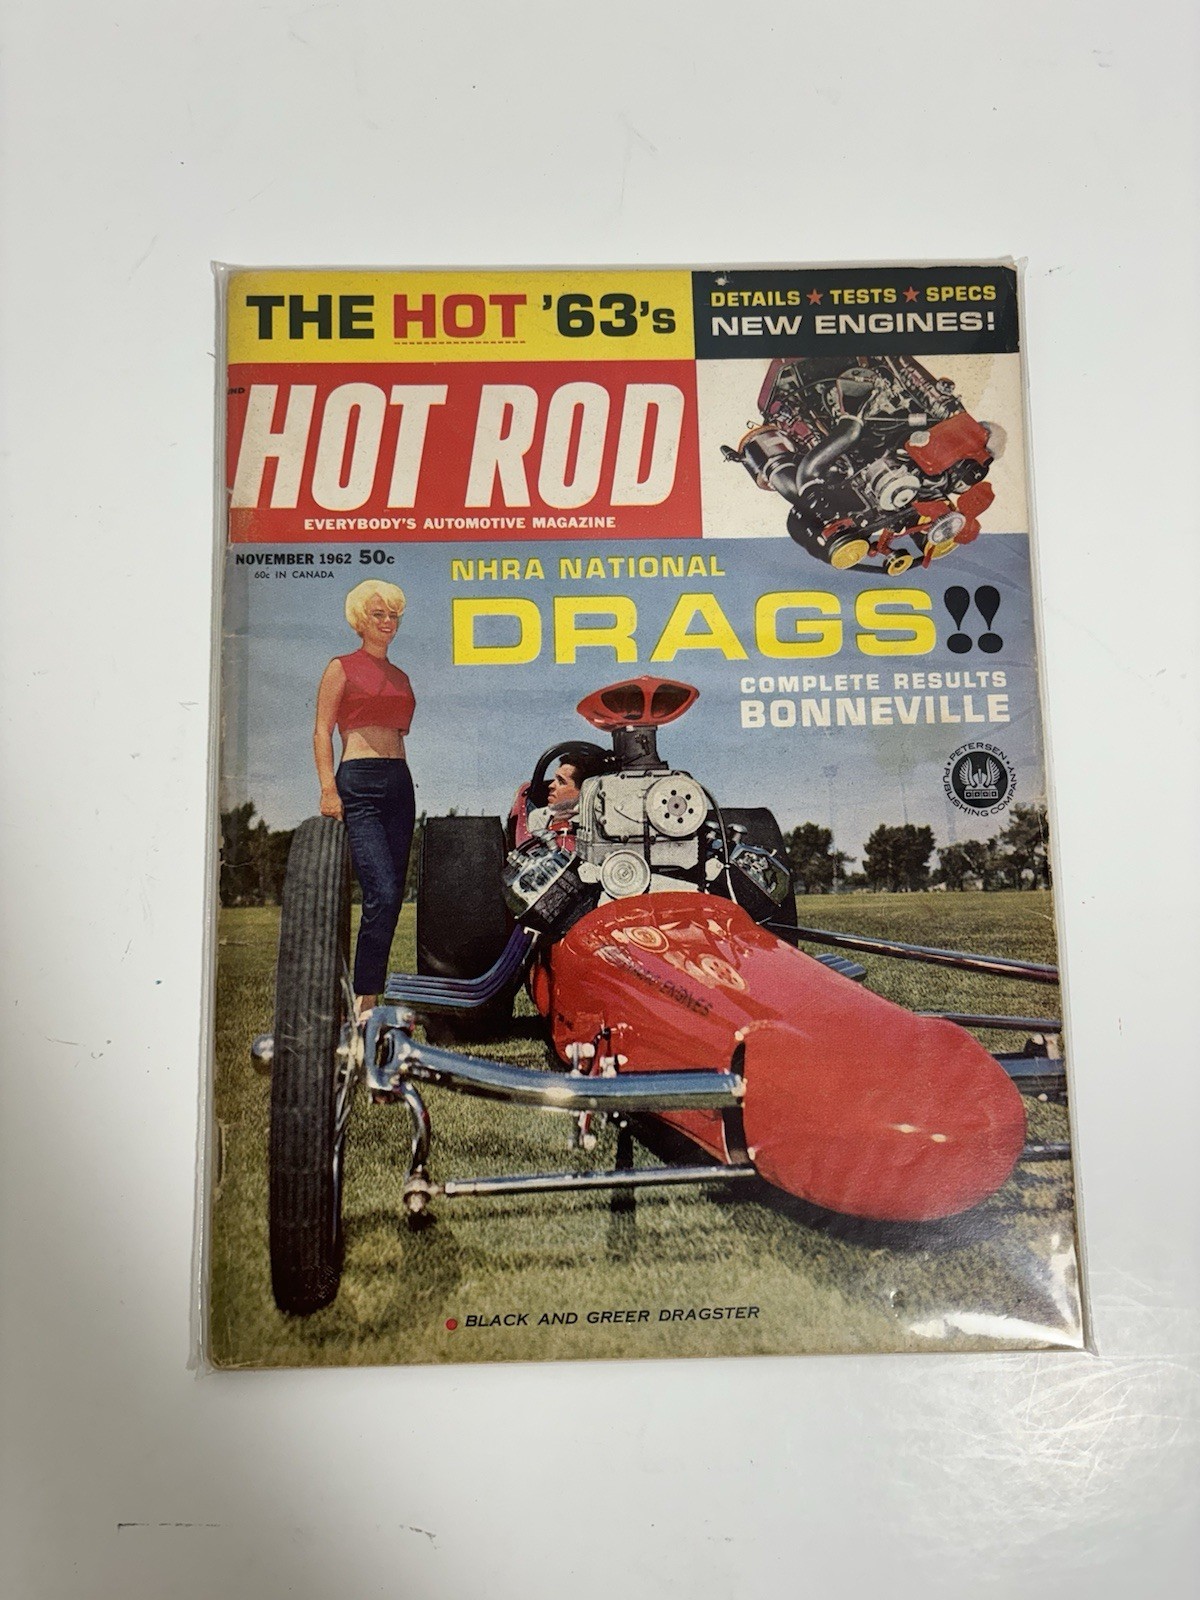 THE HOT '63's
DETAILS ★ TESTS ★ SPECS
NEW ENGINES!
HOT ROD
EVERYBODY'S AUTOMOTIVE MAGAZINE
NOVEMBER 1962 50c
60c IN CANADA
NHRA NATIONAL
DRAGS!!
COMPLETE RESULTS
BONNEVILLE
PETERSEN PUBLISHING COMPANY
ENGINES
BLACK AND GREER DRAGSTER